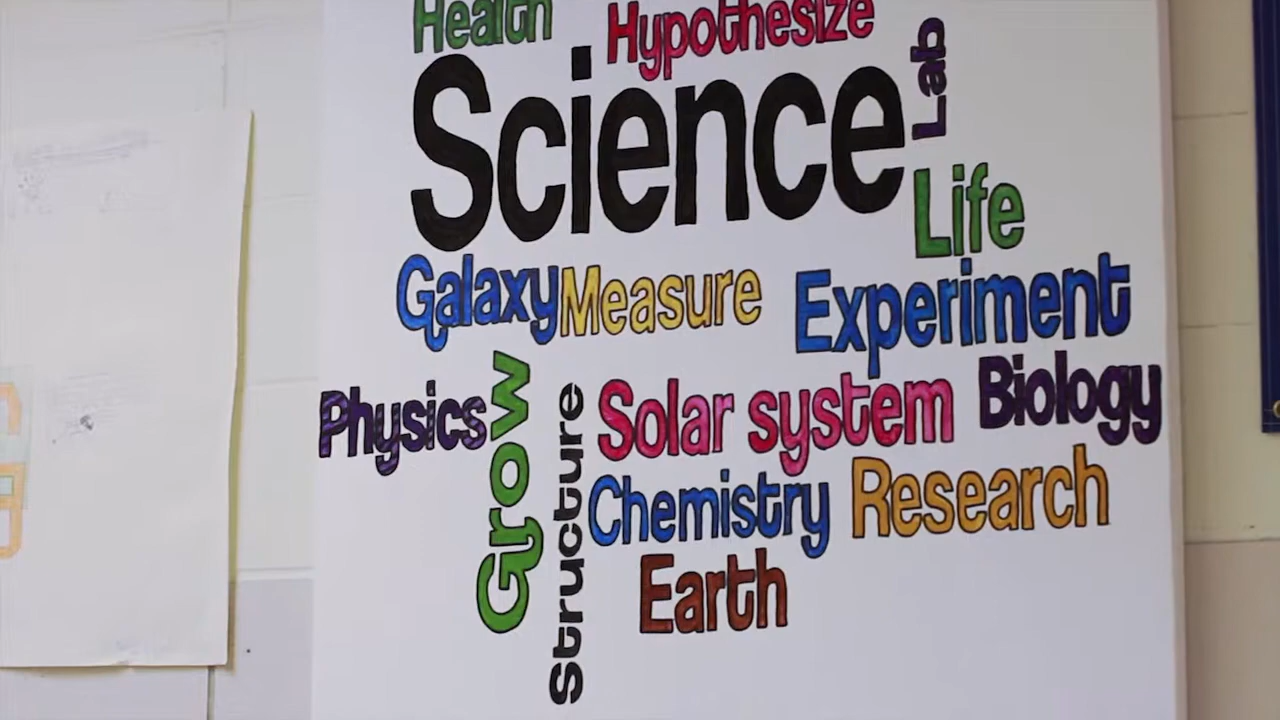 Health
Hypothesize
Science
Lab
Life
Galaxy
Measure
Experiment
Physics
Grow
Structure
Solar system
Biology
Chemistry
Research
Earth